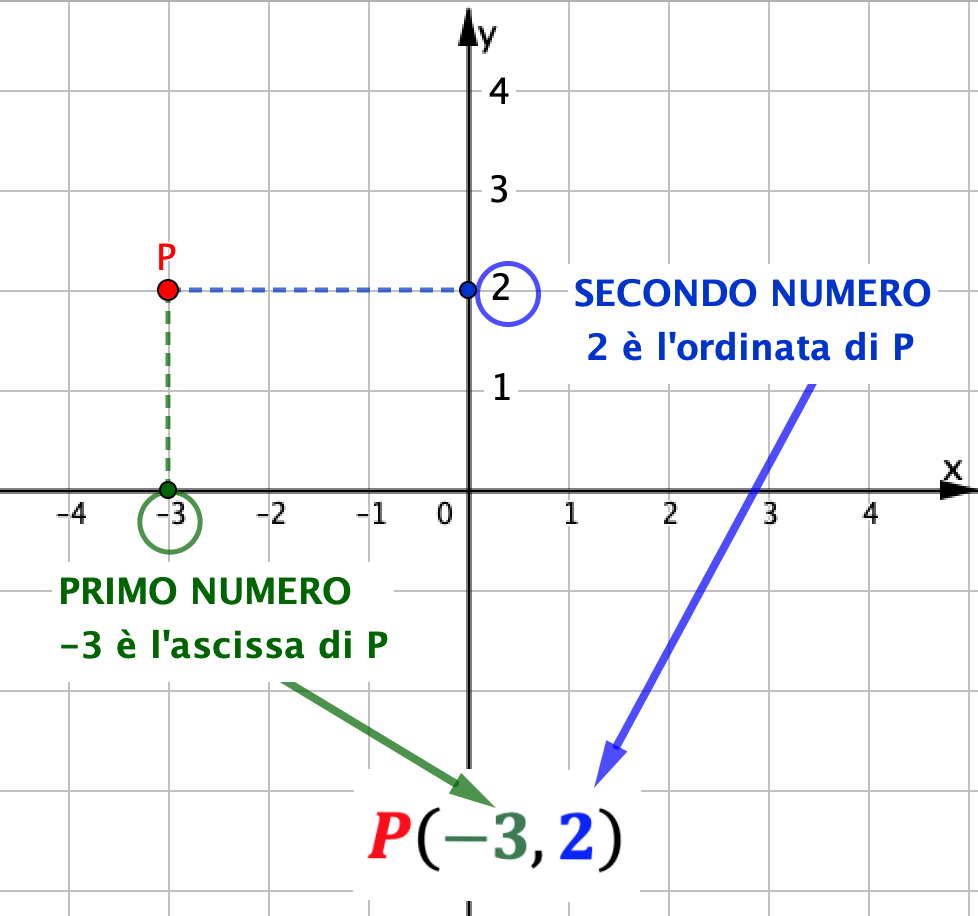 y
4
3
P
2
SECONDO NUMERO
2 è l'ordinata di P
1
x
−4 −3 −2 −1 0 1 2 3 4
PRIMO NUMERO
−3 è l'ascissa di P
P(−3, 2)